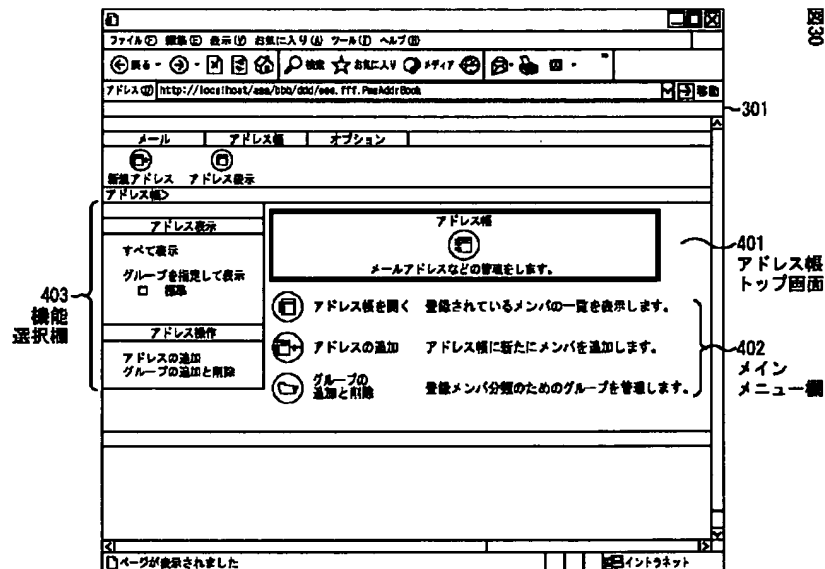 図30
ファイル(F) 編集(E) 表示(V) お気に入り(A) ツール(T) ヘルプ(H)
戻る 検索 お気に入り メディア
アドレス(D) http://localhost/aaa/bbb/ddd/eee.fff.PmaAddrBook 移動
301
メール アドレス帳 オプション
新規アドレス アドレス表示
アドレス帳>
アドレス表示
すべて表示
グループを指定して表示
標準
アドレス操作
アドレスの追加
グループの追加と削除
403
機能
選択欄
アドレス帳
メールアドレスなどの管理をします。
401
アドレス帳
トップ画面
アドレス帳を開く 登録されているメンバの一覧を表示します。
アドレスの追加 アドレス帳に新たにメンバを追加します。
グループの
追加と削除 登録メンバ分類のためのグループを管理します。
402
メイン
メニュー欄
ページが表示されました イントラネット